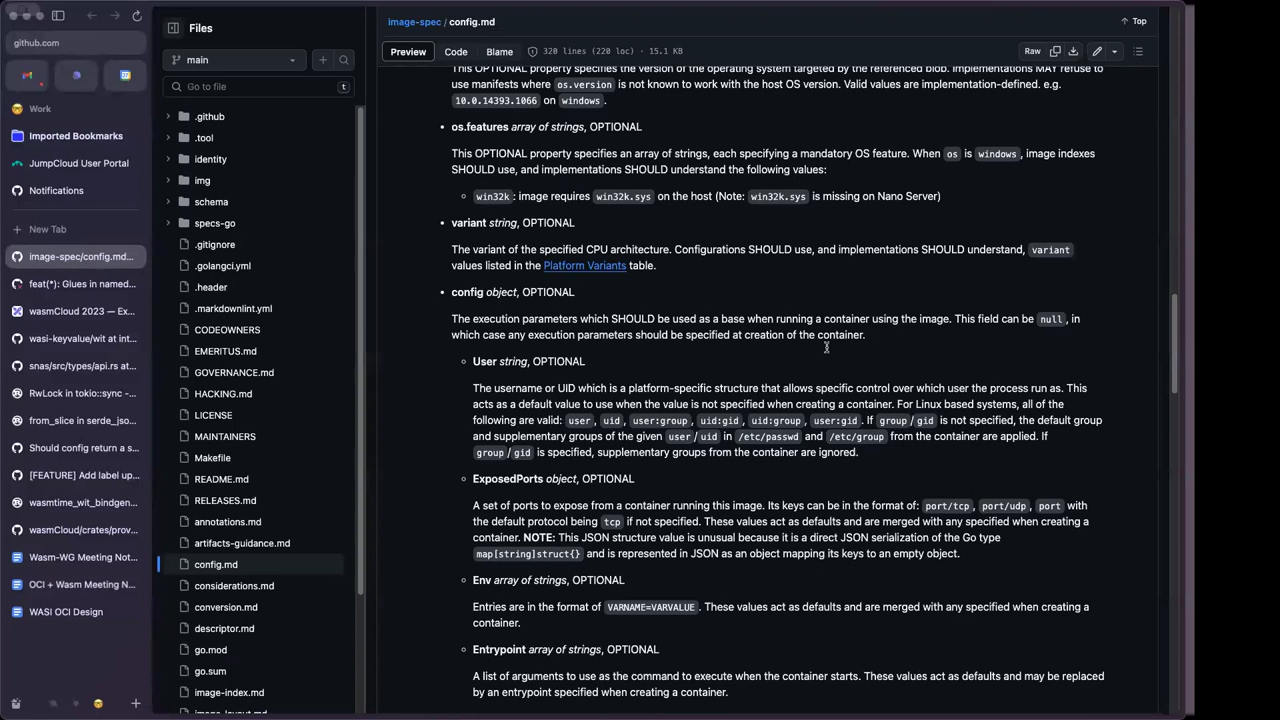 github.com
Work
Imported Bookmarks
JumpCloud User Portal
Notifications
New Tab
image-spec/config.md...
feat(*): Glues in named...
wasmCloud 2023 — Ex...
wasi-keyvalue/wit at int...
snas/src/types/api.rs at...
RwLock in tokio::sync -...
from_slice in serde_jso...
Should config return a s...
[FEATURE] Add label up...
wasmtime_wit_bindgen...
wasmCloud/crates/prov...
Wasm-WG Meeting Not...
OCI + Wasm Meeting N...
WASI OCI Design
Files
main
Go to file
t
.github
.tool
identity
img
schema
specs-go
.gitignore
.golangci.yml
.header
.markdownlint.yml
CODEOWNERS
EMERITUS.md
GOVERNANCE.md
HACKING.md
LICENSE
MAINTAINERS
Makefile
README.md
RELEASES.md
annotations.md
artifacts-guidance.md
config.md
considerations.md
conversion.md
descriptor.md
go.mod
go.sum
image-index.md
image-layout.md
image-spec / config.md
Top
Preview
Code
Blame
320 lines (220 loc) · 15.1 KB
Raw
This OPTIONAL property specifies the version of the operating system targeted by the referenced blob. Implementations MAY refuse to
use manifests where os.version is not known to work with the host OS version. Valid values are implementation-defined. e.g.
10.0.14393.1066 on windows.
• os.features array of strings, OPTIONAL
This OPTIONAL property specifies an array of strings, each specifying a mandatory OS feature. When os is windows, image indexes
SHOULD use, and implementations SHOULD understand the following values:
◦ win32k: image requires win32k.sys on the host (Note: win32k.sys is missing on Nano Server)
• variant string, OPTIONAL
The variant of the specified CPU architecture. Configurations SHOULD use, and implementations SHOULD understand, variant
values listed in the Platform Variants table.
• config object, OPTIONAL
The execution parameters which SHOULD be used as a base when running a container using the image. This field can be null, in
which case any execution parameters should be specified at creation of the container.
◦ User string, OPTIONAL
The username or UID which is a platform-specific structure that allows specific control over which user the process run as. This
acts as a default value to use when the value is not specified when creating a container. For Linux based systems, all of the
following are valid: user, uid, user:group, uid:gid, uid:group, user:gid. If group/gid is not specified, the default group
and supplementary groups of the given user/uid in /etc/passwd and /etc/group from the container are applied. If
group/gid is specified, supplementary groups from the container are ignored.
◦ ExposedPorts object, OPTIONAL
A set of ports to expose from a container running this image. Its keys can be in the format of: port/tcp, port/udp, port with
the default protocol being tcp if not specified. These values act as defaults and are merged with any specified when creating a
container. NOTE: This JSON structure value is unusual because it is a direct JSON serialization of the Go type
map[string]struct{} and is represented in JSON as an object mapping its keys to an empty object.
◦ Env array of strings, OPTIONAL
Entries are in the format of VARNAME=VARVALUE. These values act as defaults and are merged with any specified when creating a
container.
◦ Entrypoint array of strings, OPTIONAL
A list of arguments to use as the command to execute when the container starts. These values act as defaults and may be replaced
by an entrypoint specified when creating a container.